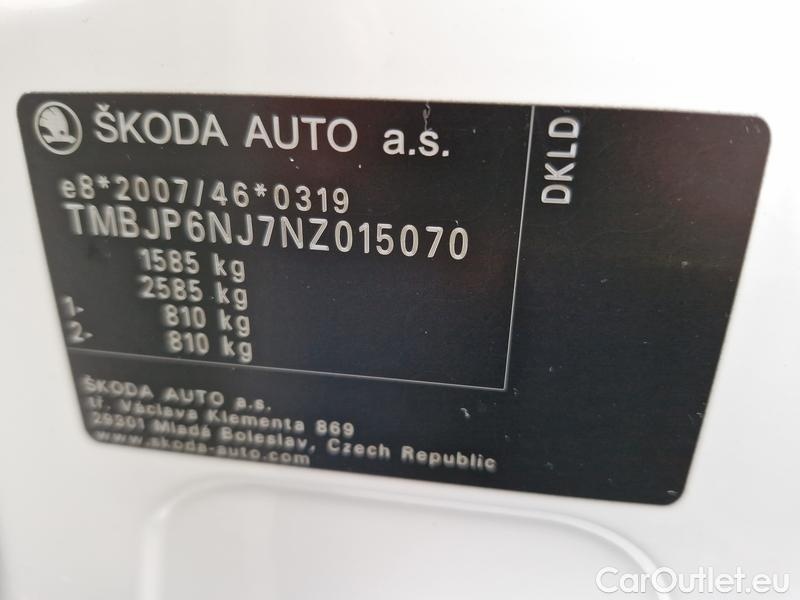 ŠKODA AUTO a.s.
DKLD
e8*2007/46*0319
TMBJP6NJ7NZ015070
1585 kg
2585 kg
1- 810 kg
2- 810 kg
ŠKODA AUTO a.s.
tř. Václava Klementa 869
29301 Mladá Boleslav, Czech Republic
www.skoda-auto.com
CarOutlet.eu